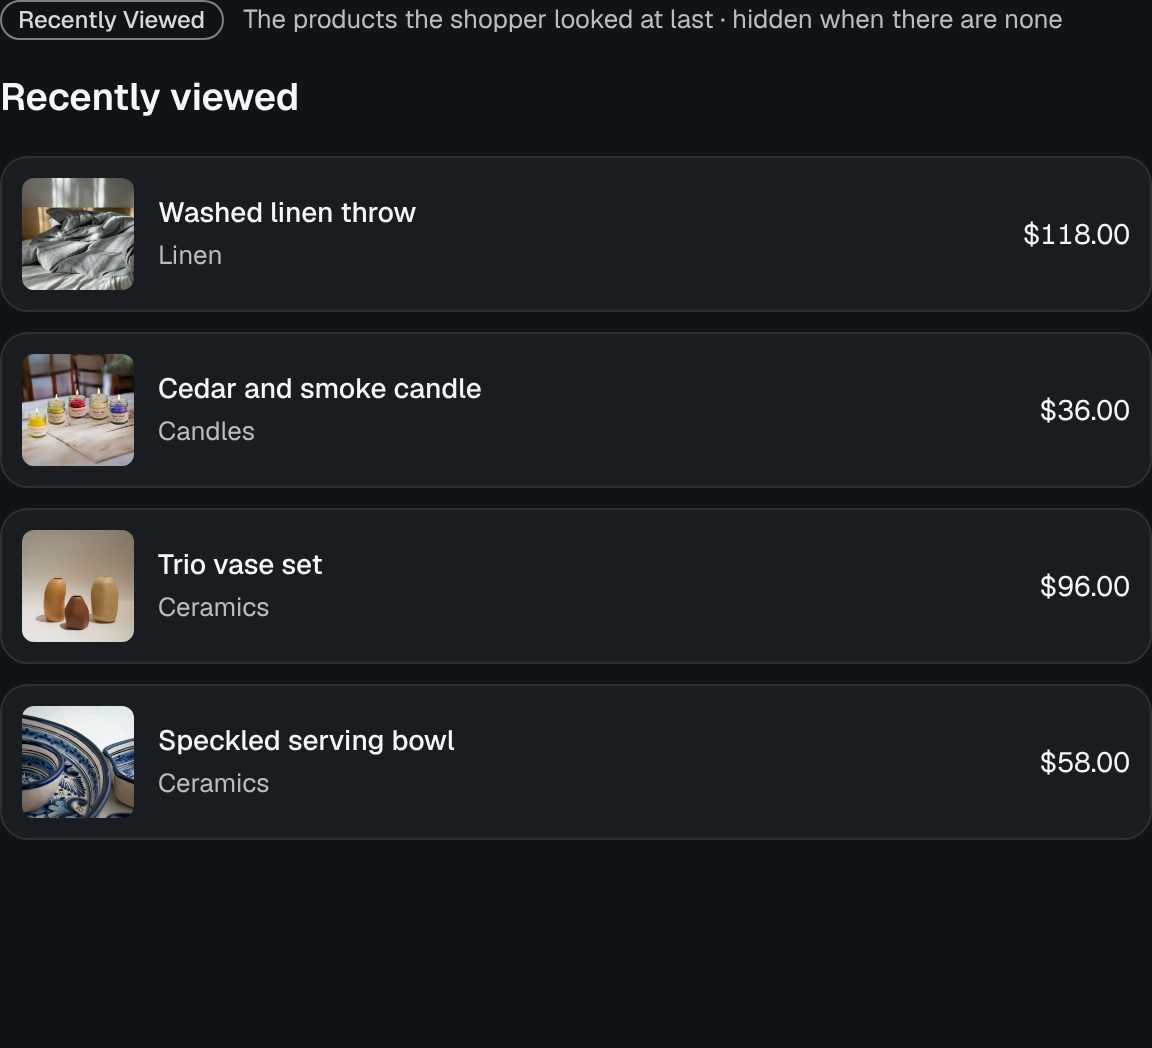 Recently Viewed The products the shopper looked at last · hidden when there are none
Recently viewed
Washed linen throw
Linen
$118.00
Cedar and smoke candle
Candles
$36.00
Trio vase set
Ceramics
$96.00
Speckled serving bowl
Ceramics
$58.00